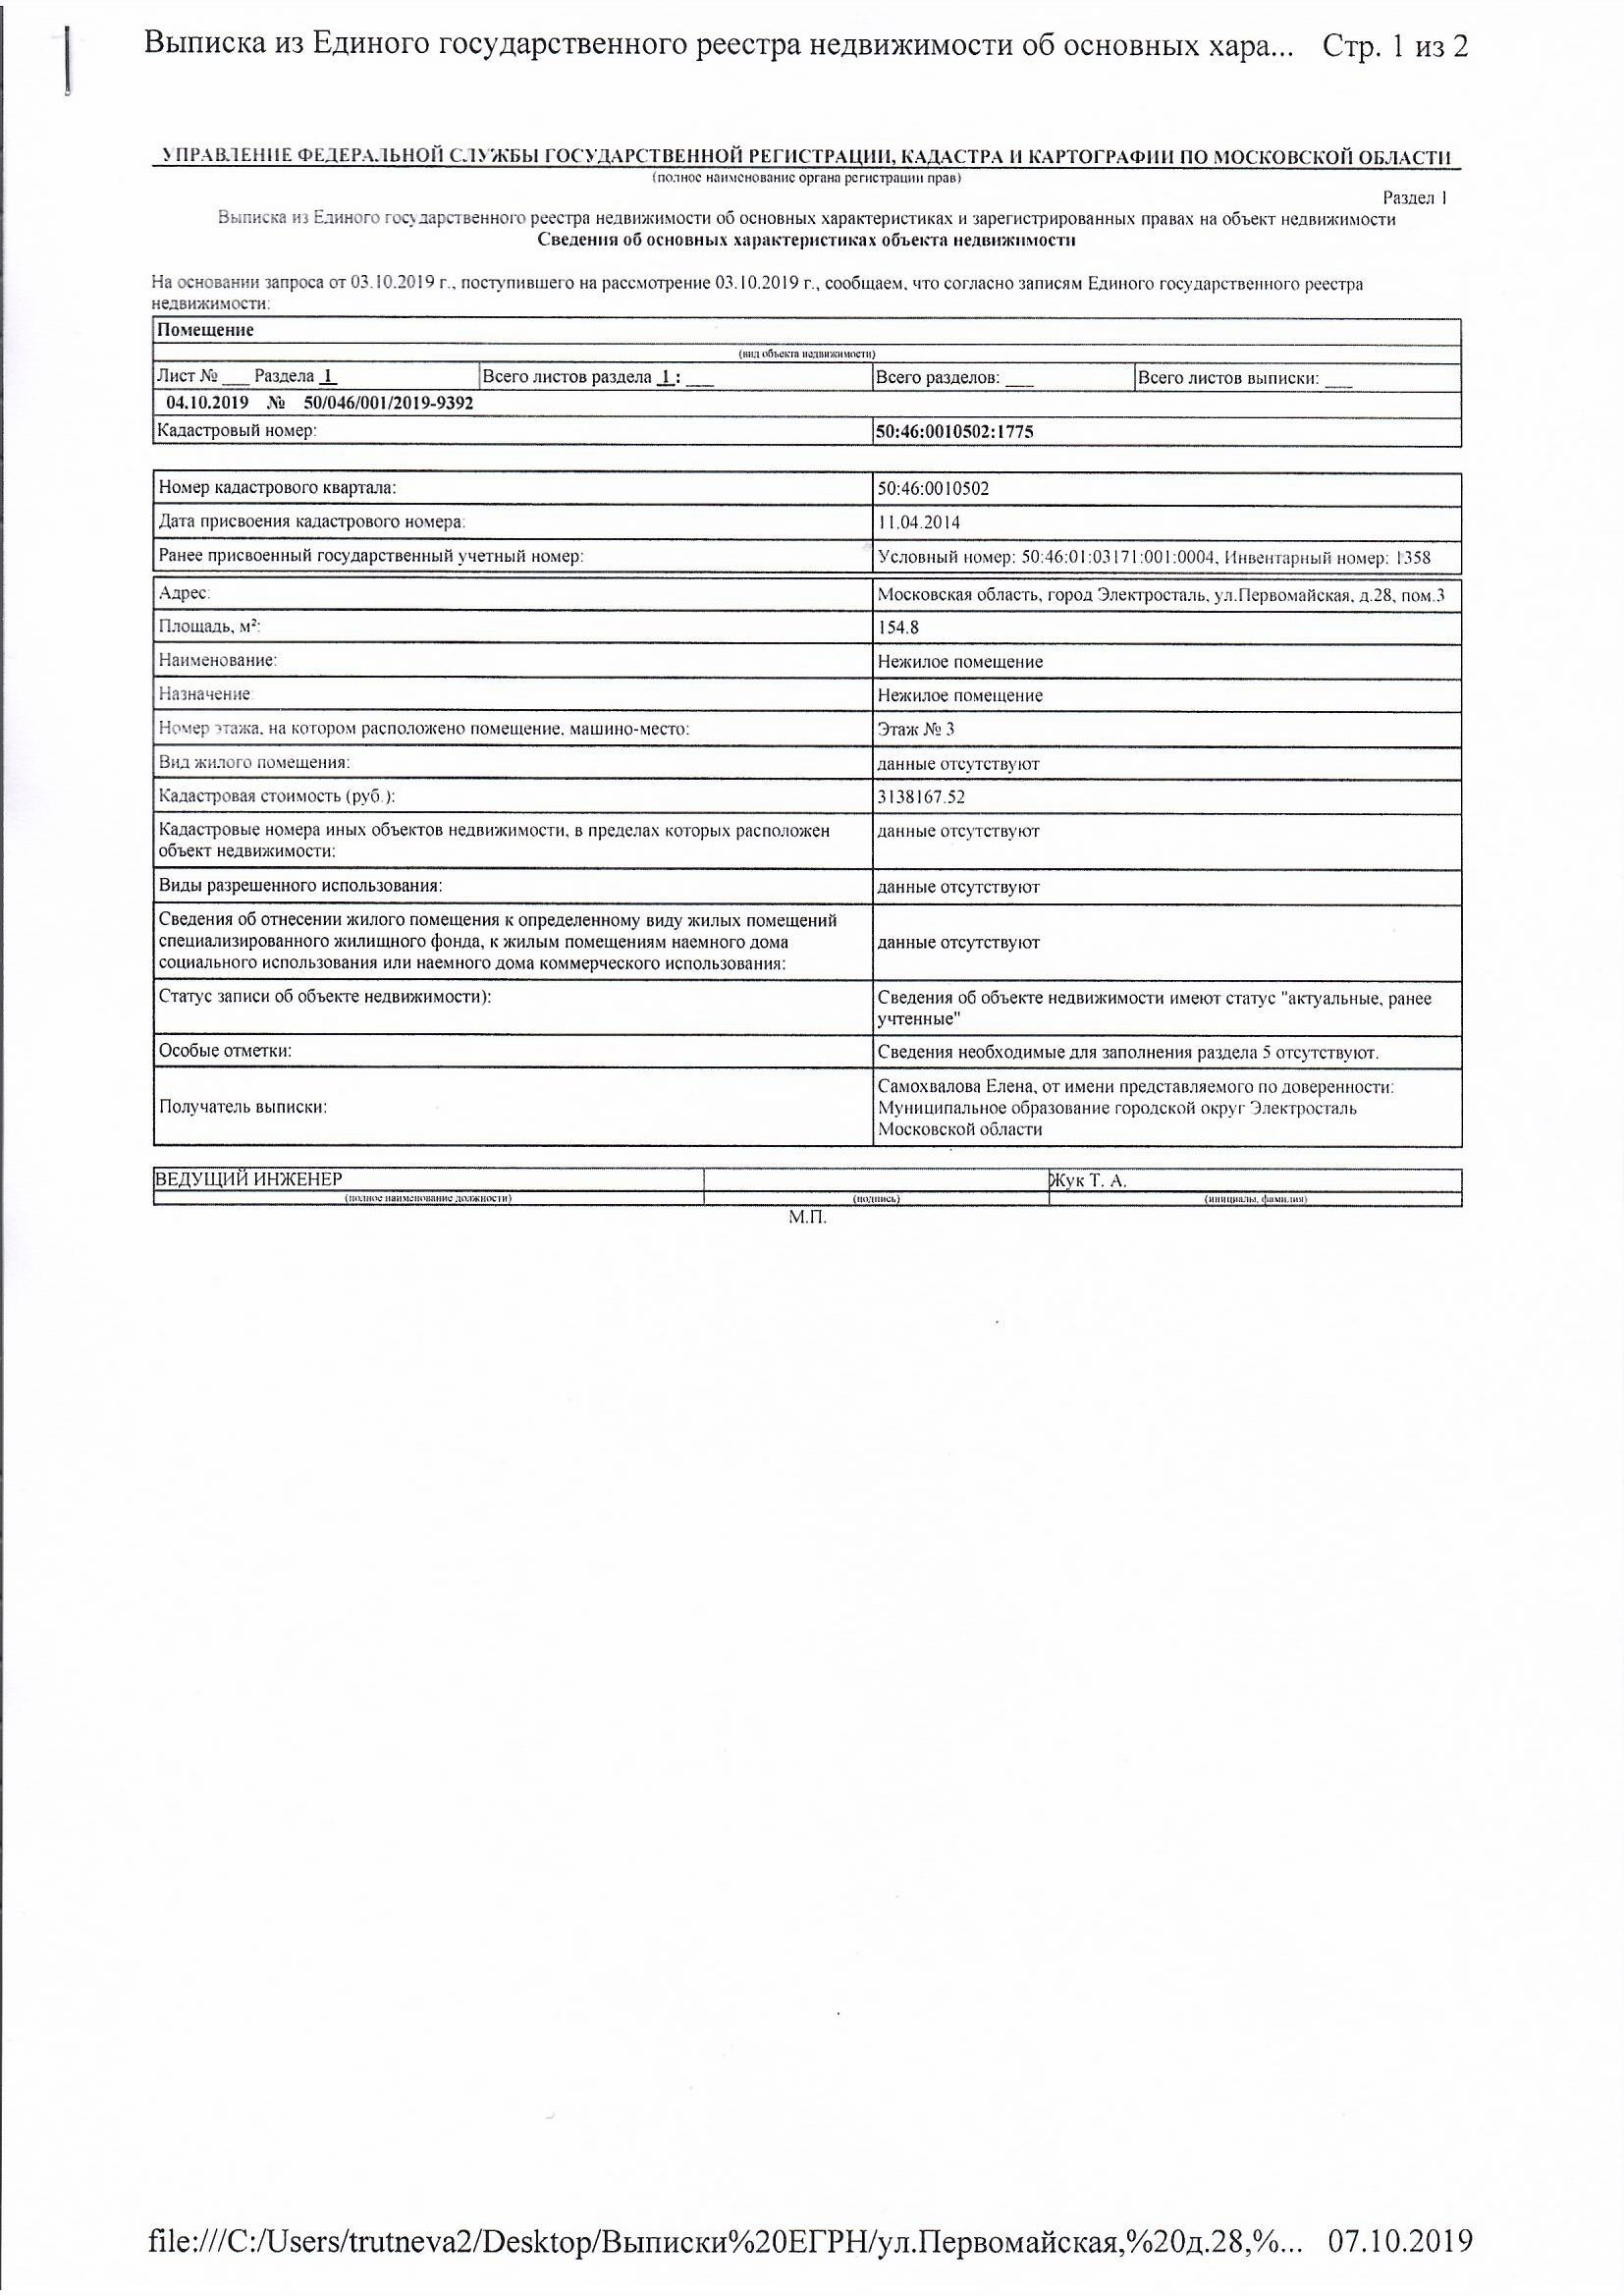 Выписка из Единого государственного реестра недвижимости об основных хара... Стр. 1 из 2
УПРАВЛЕНИЕ ФЕДЕРАЛЬНОЙ СЛУЖБЫ ГОСУДАРСТВЕННОЙ РЕГИСТРАЦИИ, КАДАСТРА И КАРТОГРАФИИ ПО МОСКОВСКОЙ ОБЛАСТИ
(полное наименование органа регистрации прав)
Раздел 1
Выписка из Единого государственного реестра недвижимости об основных характеристиках и зарегистрированных правах на объект недвижимости
Сведения об основных характеристиках объекта недвижимости
На основании запроса от 03.10.2019 г., поступившего на рассмотрение 03.10.2019 г., сообщаем, что согласно записям Единого государственного реестра
недвижимости:
Помещение
(вид объекта недвижимости)
Лист № ___ Раздела 1 Всего листов раздела 1 : ___ Всего разделов: ___ Всего листов выписки: ___
04.10.2019 № 50/046/001/2019-9392
Кадастровый номер: 50:46:0010502:1775
Номер кадастрового квартала: 50:46:0010502
Дата присвоения кадастрового номера: 11.04.2014
Ранее присвоенный государственный учетный номер: Условный номер: 50:46:01:03171:001:0004, Инвентарный номер: 1358
Адрес: Московская область, город Электросталь, ул.Первомайская, д.28, пом.3
Площадь, м²: 154.8
Наименование: Нежилое помещение
Назначение: Нежилое помещение
Номер этажа, на котором расположено помещение, машино-место: Этаж № 3
Вид жилого помещения: данные отсутствуют
Кадастровая стоимость (руб.): 3138167.52
Кадастровые номера иных объектов недвижимости, в пределах которых расположен данные отсутствуют
объект недвижимости:
Виды разрешенного использования: данные отсутствуют
Сведения об отнесении жилого помещения к определенному виду жилых помещений
специализированного жилищного фонда, к жилым помещениям наемного дома данные отсутствуют
социального использования или наемного дома коммерческого использования:
Статус записи об объекте недвижимости): Сведения об объекте недвижимости имеют статус "актуальные, ранее
учтенные"
Особые отметки: Сведения необходимые для заполнения раздела 5 отсутствуют.
Самохвалова Елена, от имени представляемого по доверенности:
Получатель выписки: Муниципальное образование городской округ Электросталь
Московской области
ВЕДУЩИЙ ИНЖЕНЕР Жук Т. А.
(полное наименование должности) (подпись) (инициалы, фамилия)
М.П.
file:///C:/Users/trutneva2/Desktop/Выписки%20ЕГРН/ул.Первомайская,%20д.28,%... 07.10.2019